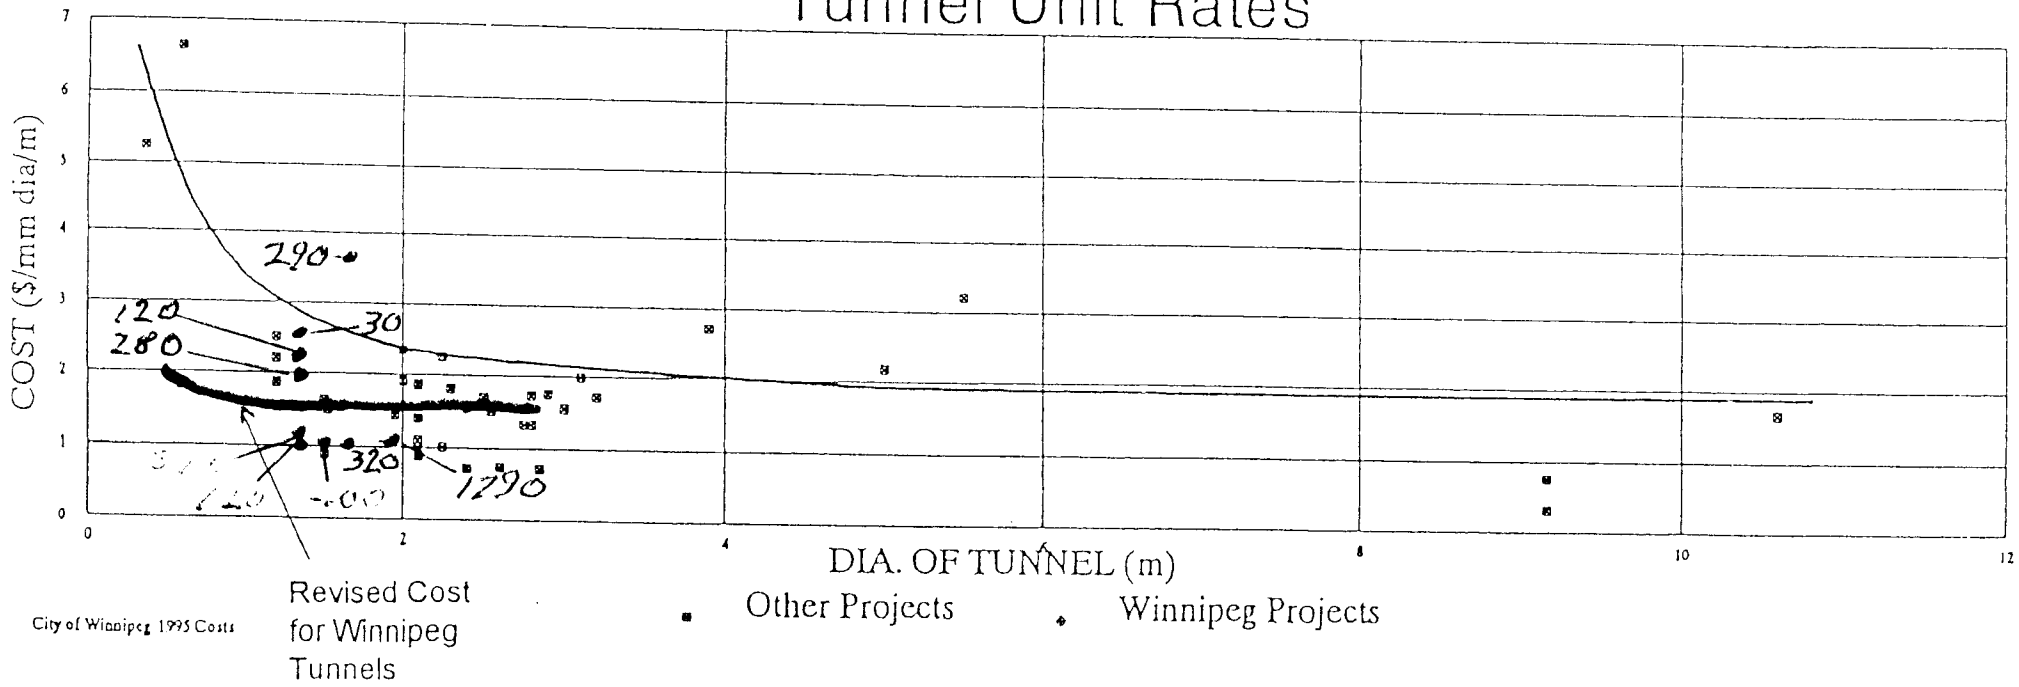 Tunnel Unit Rates
7
6
5
4
3
2
1
0
COST ($/mm dia/m)
290
120
30
280
320
1290
0
2
4
6
8
10
12
DIA. OF TUNNEL (m)
Other Projects
Winnipeg Projects
City of Winnipeg 1995 Costs
Revised Cost
for Winnipeg
Tunnels